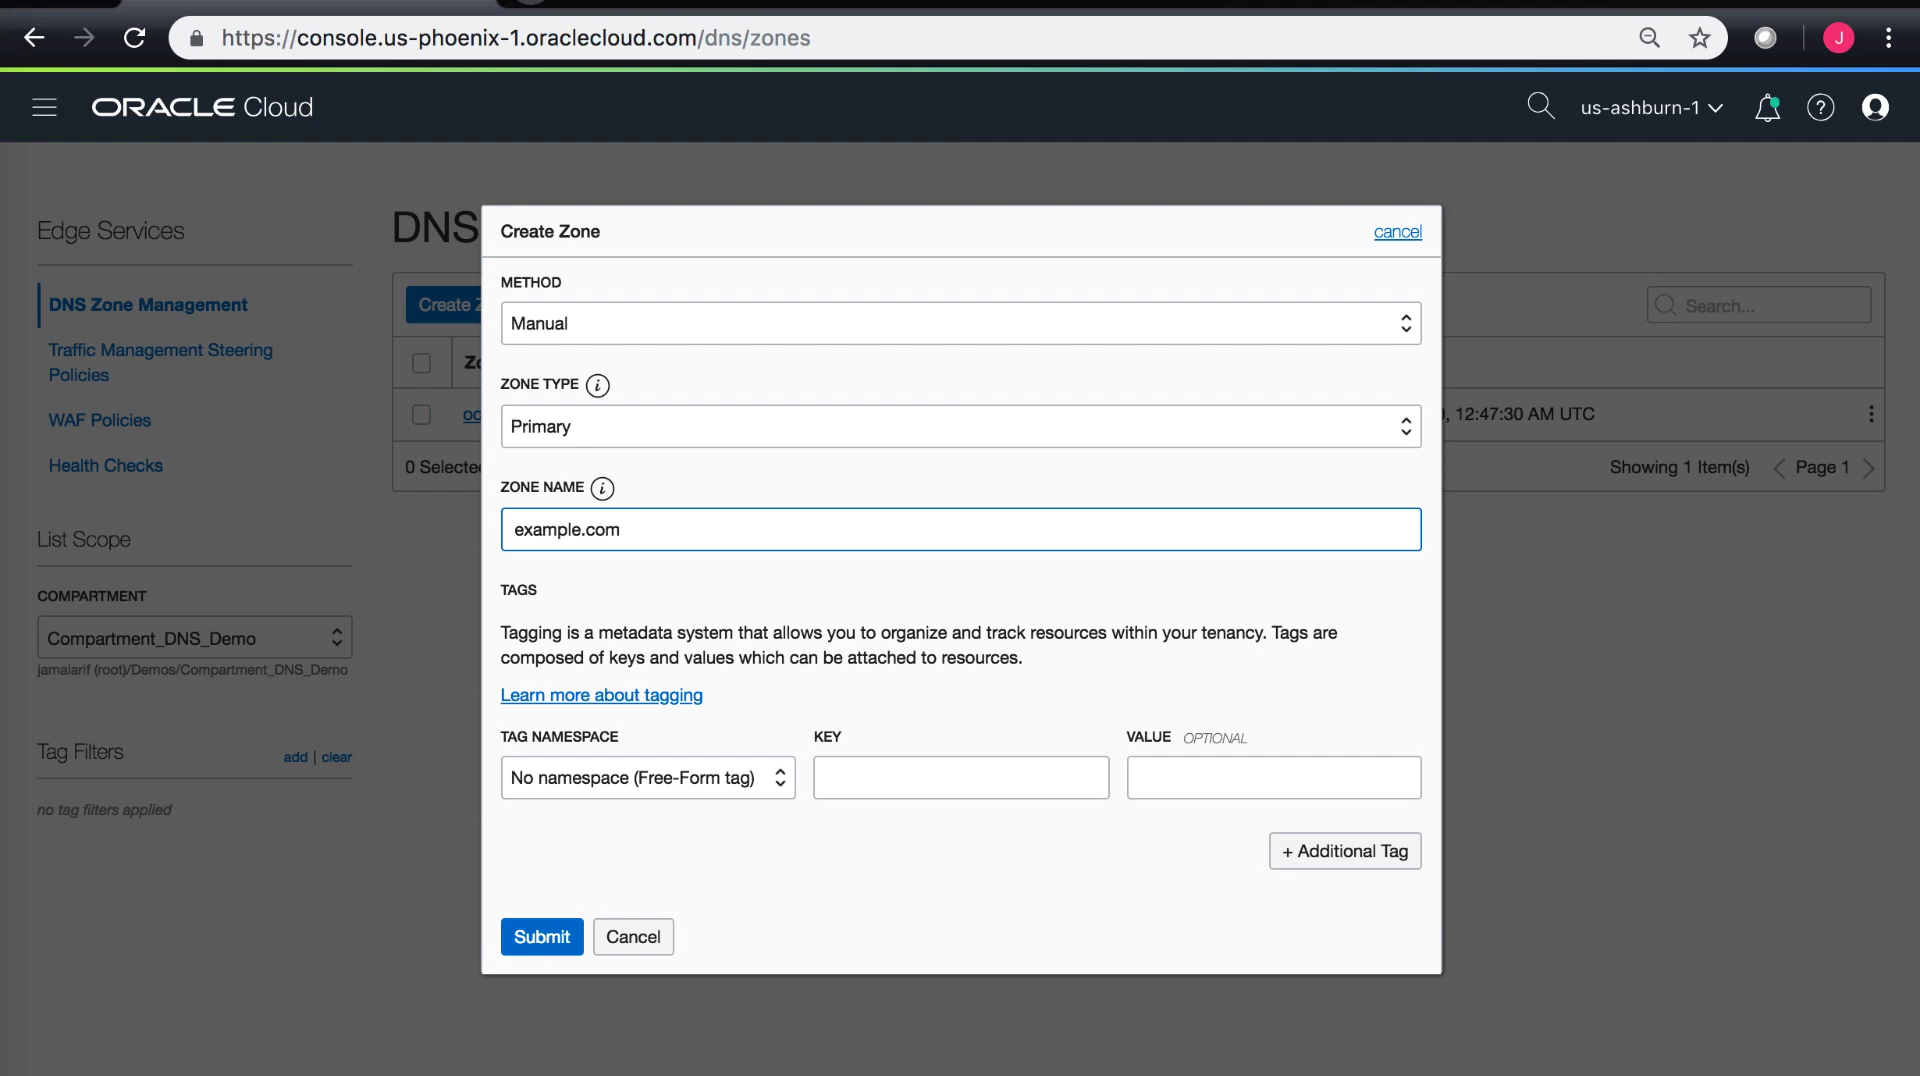 https://console.us-phoenix-1.oraclecloud.com/dns/zones
J
ORACLE Cloud
us-ashburn-1
?
Edge Services
DNS Zone Management
Traffic Management Steering
Policies
WAF Policies
Health Checks
List Scope
COMPARTMENT
Compartment_DNS_Demo
jamalarif (root)/Demos/Compartment_DNS_Demo
Tag Filters
add | clear
no tag filters applied
DNS
Create Z
Search...
Zo
oc
, 12:47:30 AM UTC
0 Selected
Showing 1 Item(s) < Page 1 >
Create Zone
cancel
METHOD
Manual
ZONE TYPE i
Primary
ZONE NAME i
example.com
TAGS
Tagging is a metadata system that allows you to organize and track resources within your tenancy. Tags are
composed of keys and values which can be attached to resources.
Learn more about tagging
TAG NAMESPACE
KEY
VALUE OPTIONAL
No namespace (Free-Form tag)
+ Additional Tag
Submit
Cancel